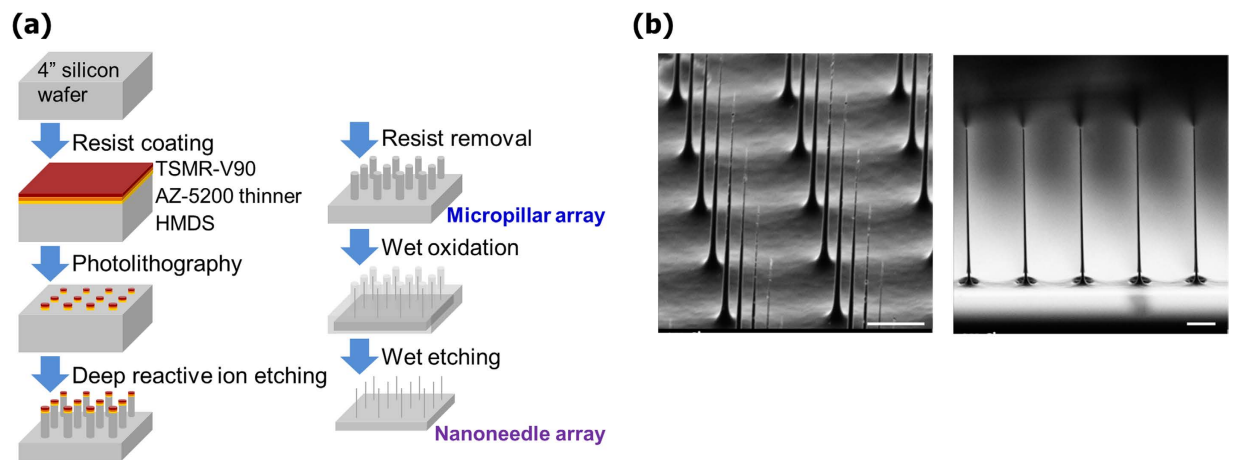 (a)
4” silicon
wafer
Resist coating
TSMR-V90
AZ-5200 thinner
HMDS
Photolithography
Deep reactive ion etching
Resist removal
Micropillar array
Wet oxidation
Wet etching
Nanoneedle array
(b)